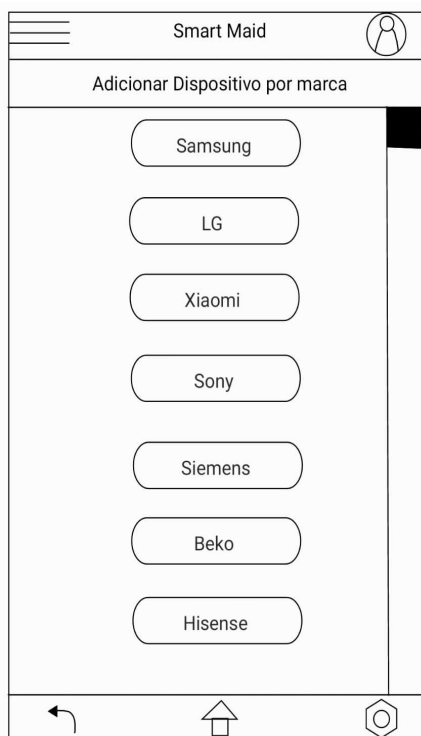 Smart Maid
Adicionar Dispositivo por marca
Samsung
LG
Xiaomi
Sony
Siemens
Beko
Hisense